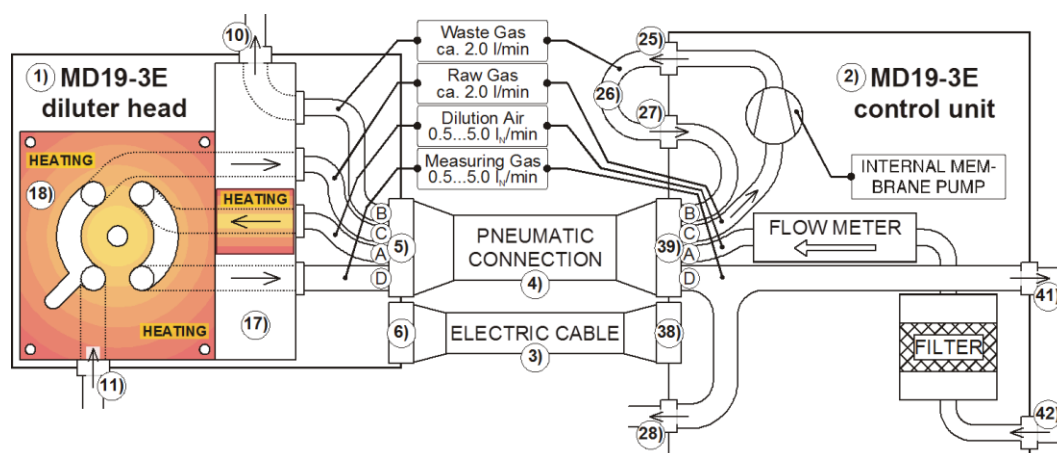 10)
1) MD19-3E
diluter head
HEATING
18)
HEATING
HEATING
17)
11)
Waste Gas
ca. 2.0 l/min
Raw Gas
ca. 2.0 l/min
Dilution Air
0.5...5.0 lN/min
Measuring Gas
0.5...5.0 lN/min
B
C
A
D
5)
PNEUMATIC
CONNECTION
4)
39)
B
C
A
D
6)
ELECTRIC CABLE
3)
38)
25)
26)
27)
2) MD19-3E
control unit
INTERNAL MEM-
BRANE PUMP
FLOW METER
41)
FILTER
28)
42)